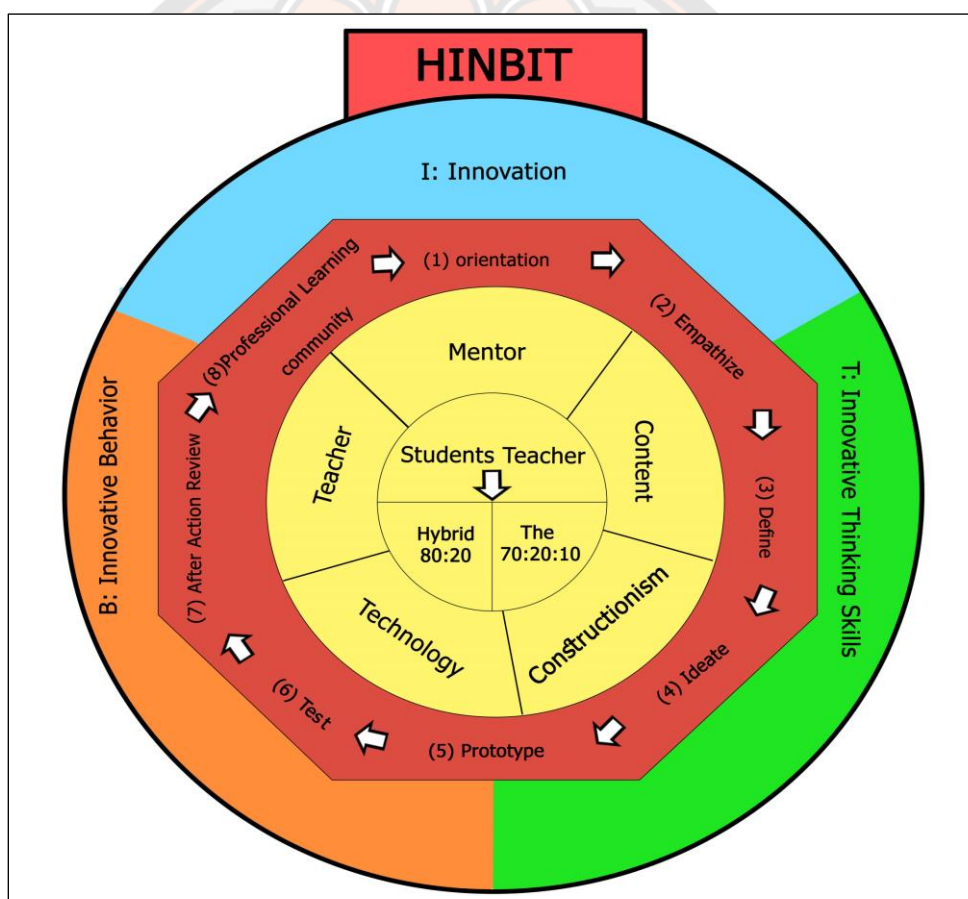 HINBIT
I: Innovation
T: Innovative Thinking Skills
B: Innovative Behavior
(1) orientation
(2) Empathize
(3) Define
(4) Ideate
(5) Prototype
(6) Test
(7) After Action Review
(8)Professional Learning
community
Mentor
Content
Constructionism
Technology
Teacher
Students Teacher
Hybrid
80:20
The
70:20:10